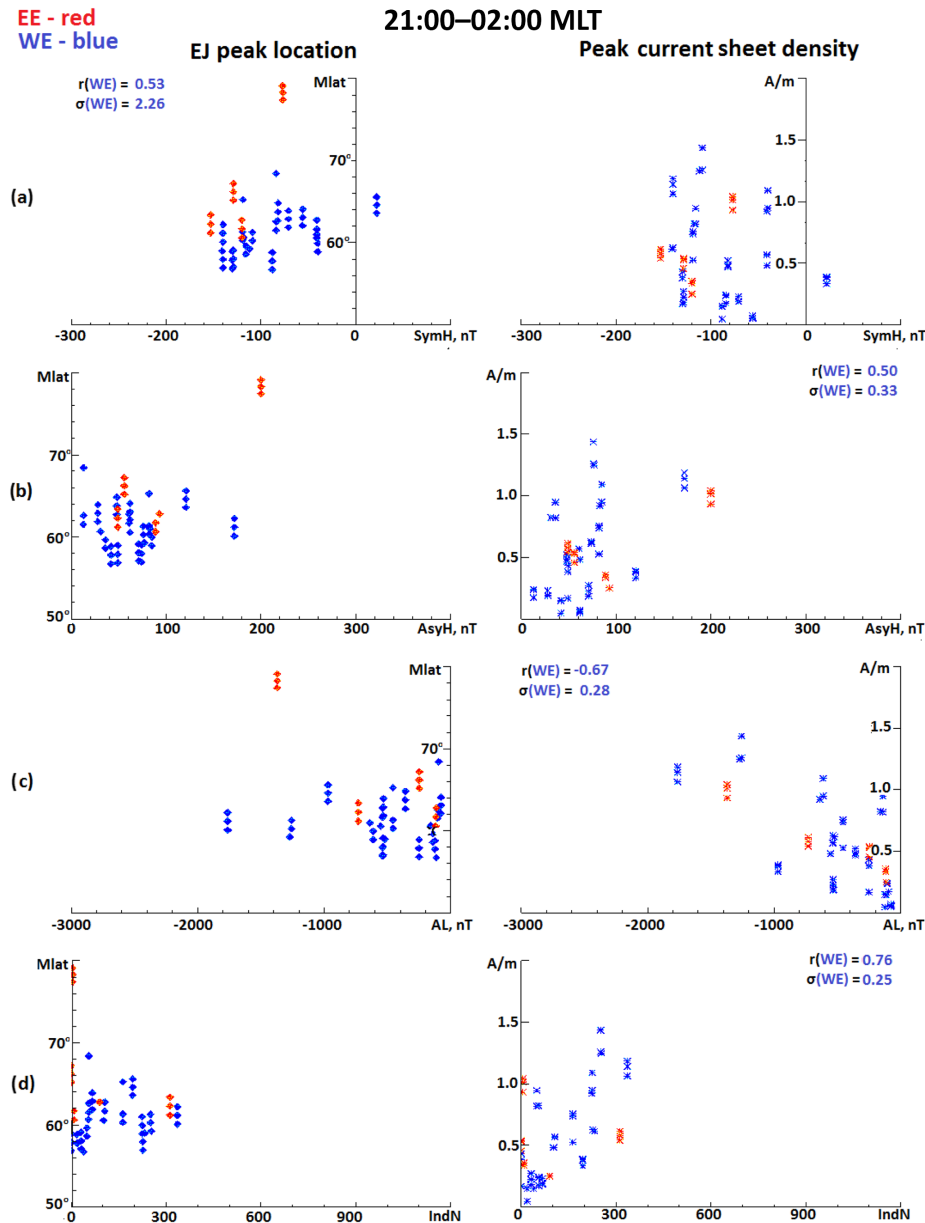 EE - red
WE - blue
21:00–02:00 MLT
EJ peak location
Peak current sheet density
r(WE) = 0.53
σ(WE) = 2.26
Mlat
70°
60°
(a)
-300 -200 -100 0 SymH, nT
A/m
1.5
1.0
0.5
-300 -200 -100 0 SymH, nT
Mlat
70°
60°
50°
(b)
0 200 400 AsyH, nT
A/m
1.5
1.0
0.5
r(WE) = 0.50
σ(WE) = 0.33
0 200 400 AsyH, nT
Mlat
70°
(c)
-3000 -2000 -1000 AL, nT
r(WE) = -0.67
σ(WE) = 0.28
A/m
1.5
1.0
0.5
-3000 -2000 -1000 AL, nT
Mlat
70°
60°
50°
(d)
0 300 600 900 IndN
A/m
1.5
1.0
0.5
r(WE) = 0.76
σ(WE) = 0.25
0 300 600 900 IndN